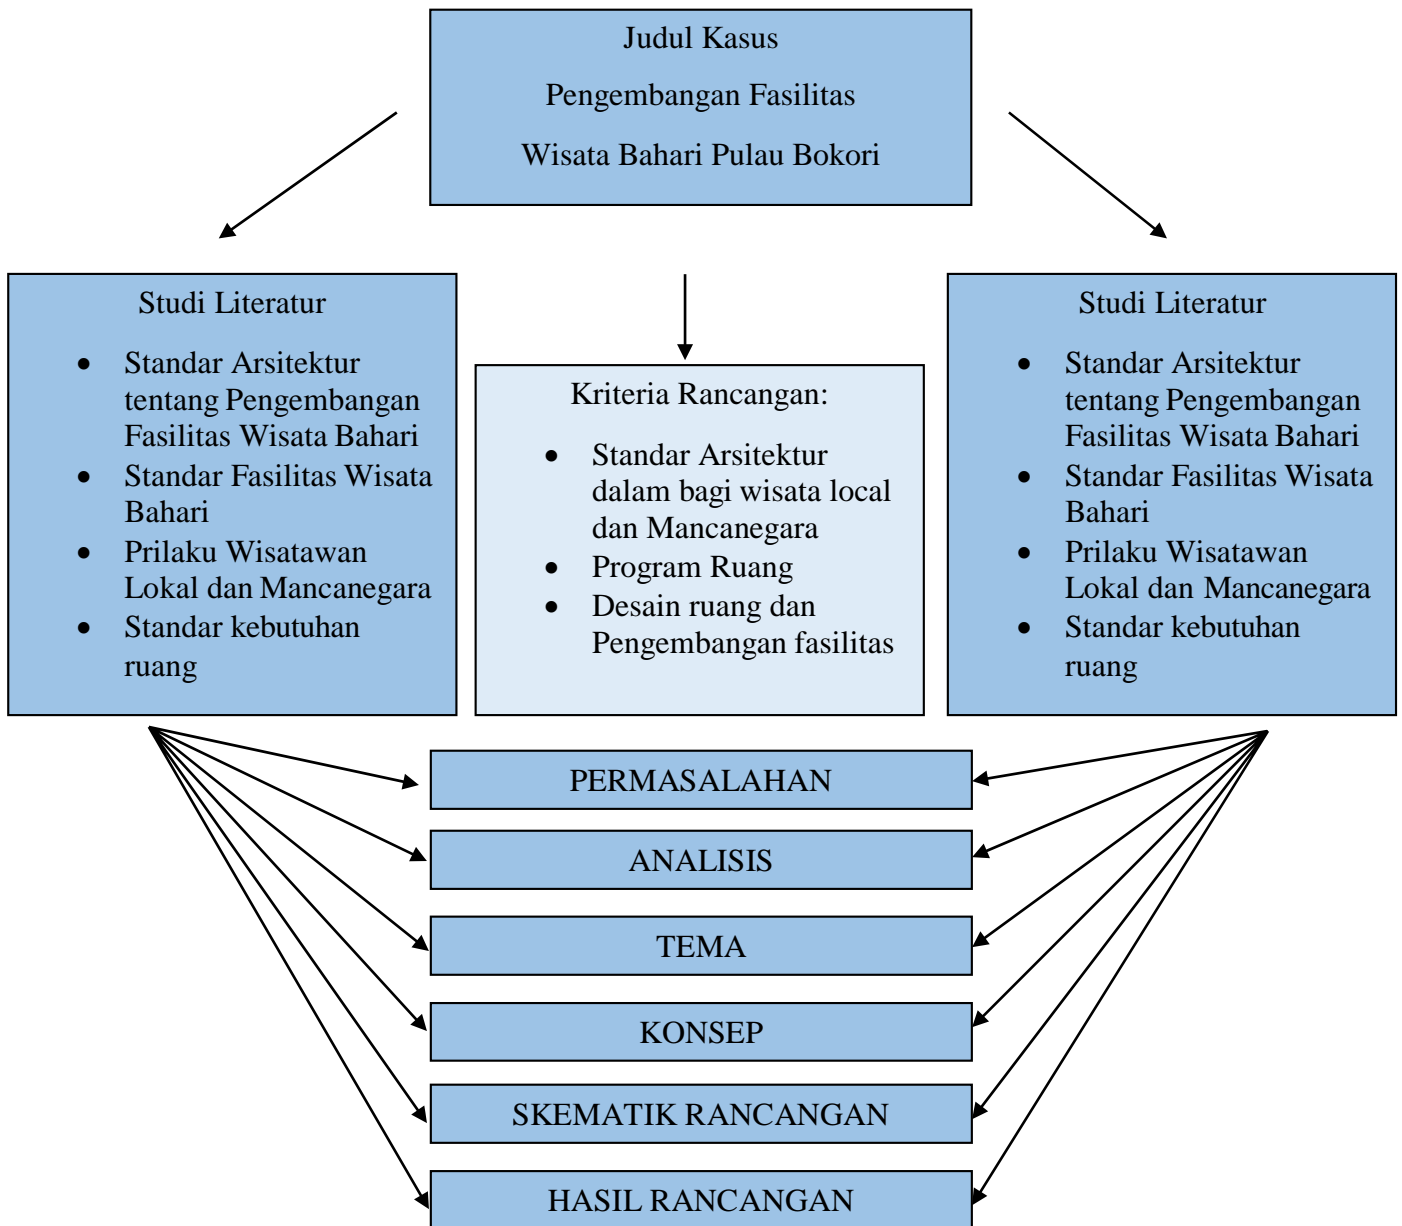 Judul Kasus
Pengembangan Fasilitas
Wisata Bahari Pulau Bokori
Studi Literatur
• Standar Arsitektur
tentang Pengembangan
Fasilitas Wisata Bahari
• Standar Fasilitas Wisata
Bahari
• Prilaku Wisatawan
Lokal dan Mancanegara
• Standar kebutuhan
ruang
Kriteria Rancangan:
• Standar Arsitektur
dalam bagi wisata local
dan Mancanegara
• Program Ruang
• Desain ruang dan
Pengembangan fasilitas
Studi Literatur
• Standar Arsitektur
tentang Pengembangan
Fasilitas Wisata Bahari
• Standar Fasilitas Wisata
Bahari
• Prilaku Wisatawan
Lokal dan Mancanegara
• Standar kebutuhan
ruang
PERMASALAHAN
ANALISIS
TEMA
KONSEP
SKEMATIK RANCANGAN
HASIL RANCANGAN